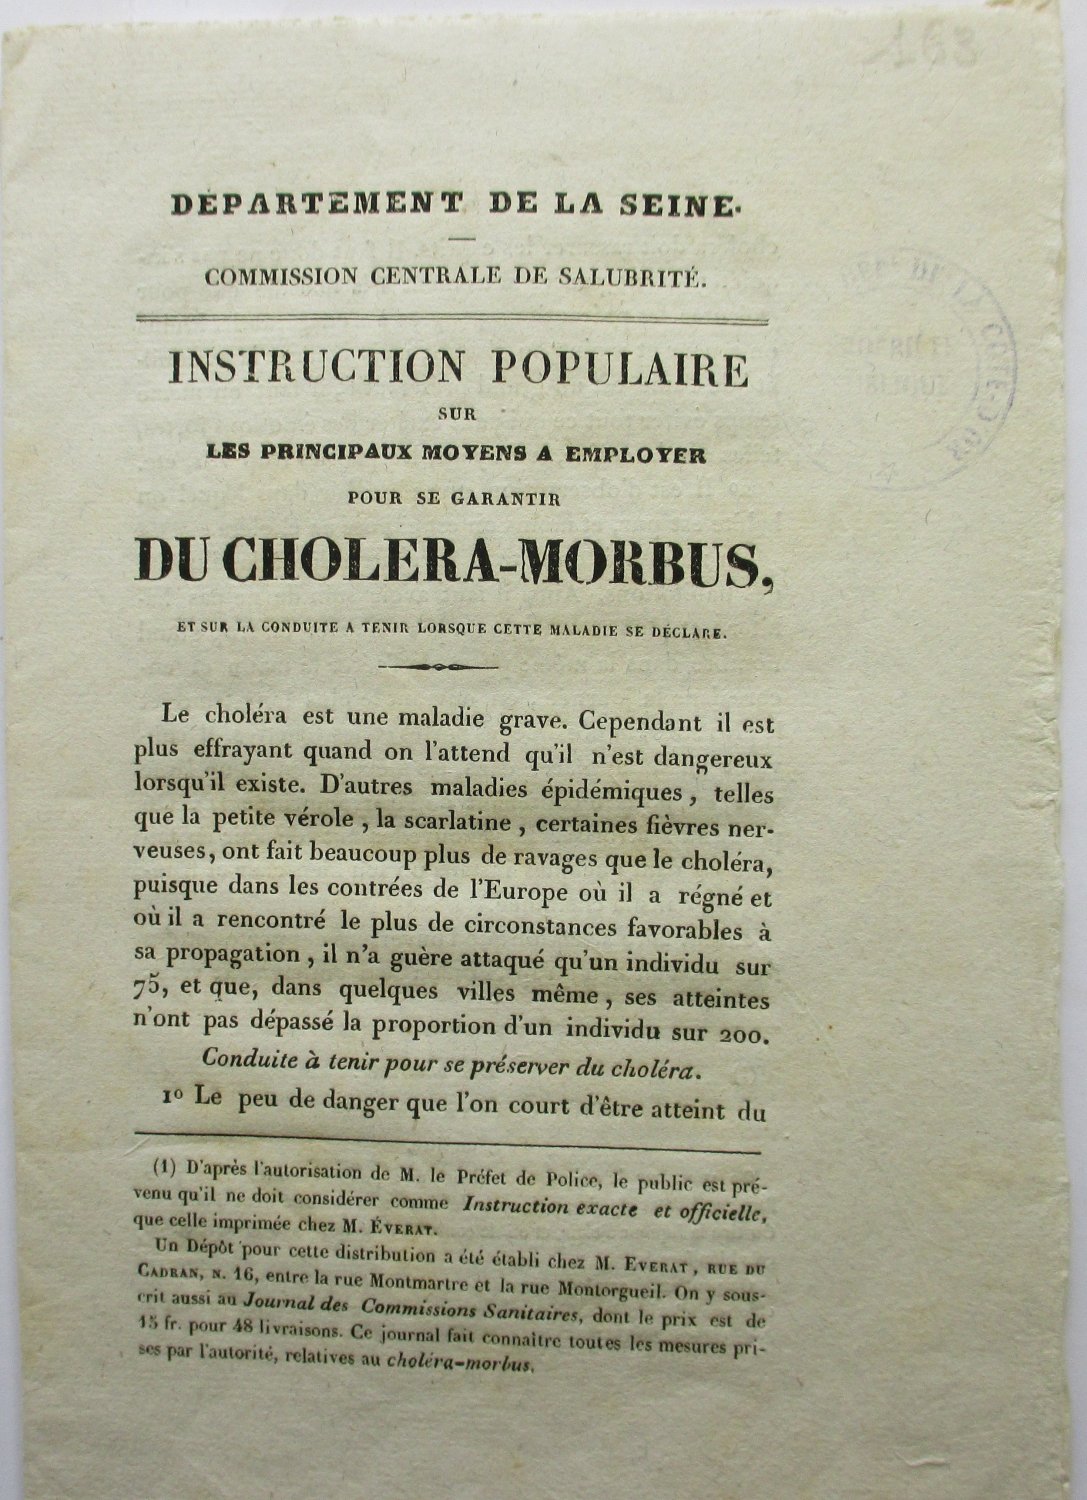 DÉPARTEMENT DE LA SEINE.
COMMISSION CENTRALE DE SALUBRITÉ.
INSTRUCTION POPULAIRE
SUR
LES PRINCIPAUX MOYENS A EMPLOYER
POUR SE GARANTIR
DU CHOLERA-MORBUS,
ET SUR LA CONDUITE A TENIR LORSQUE CETTE MALADIE SE DÉCLARE.
Le choléra est une maladie grave. Cependant il est
plus effrayant quand on l'attend qu'il n'est dangereux
lorsqu'il existe. D'autres maladies épidémiques, telles
que la petite vérole, la scarlatine, certaines fièvres ner-
veuses, ont fait beaucoup plus de ravages que le choléra,
puisque dans les contrées de l'Europe où il a régné et
où il a rencontré le plus de circonstances favorables à
sa propagation, il n'a guère attaqué qu'un individu sur
75, et que, dans quelques villes même, ses atteintes
n'ont pas dépassé la proportion d'un individu sur 200.
Conduite à tenir pour se préserver du choléra.
1º Le peu de danger que l'on court d'être atteint du
(1) D'après l'autorisation de M. le Préfet de Police, le public est pré-
venu qu'il ne doit considérer comme Instruction exacte et officielle,
que celle imprimée chez M. ÉVERAT.
Un Dépôt pour cette distribution a été établi chez M. EVERAT, RUE DU
CADRAN, N. 16, entre la rue Montmartre et la rue Montorgueil. On y sous-
crit aussi au Journal des Commissions Sanitaires, dont le prix est de
15 fr. pour 48 livraisons. Ce journal fait connaître toutes les mesures pri-
ses par l'autorité, relatives au choléra-morbus.